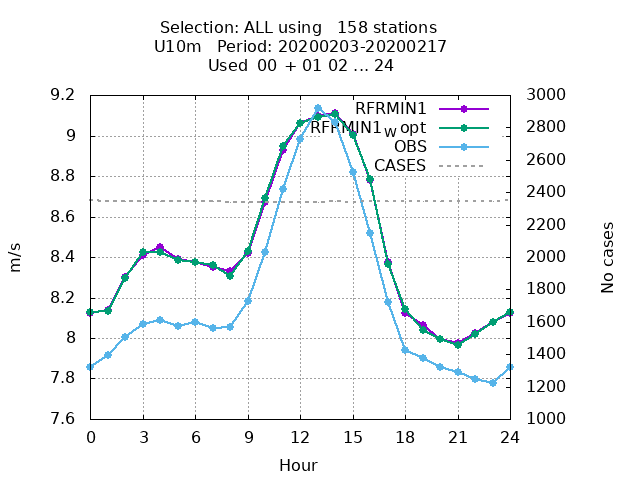 Selection: ALL using   158 stations
U10m   Period: 20200203-20200217
Used  00 + 01 02 ... 24
RFRMIN1
RFRMIN1w opt
OBS
CASES
9.2
9
8.8
8.6
8.4
8.2
8
7.8
7.6
m/s
3000
2800
2600
2400
2200
2000
1800
1600
1400
1200
1000
No cases
0 3 6 9 12 15 18 21 24
Hour